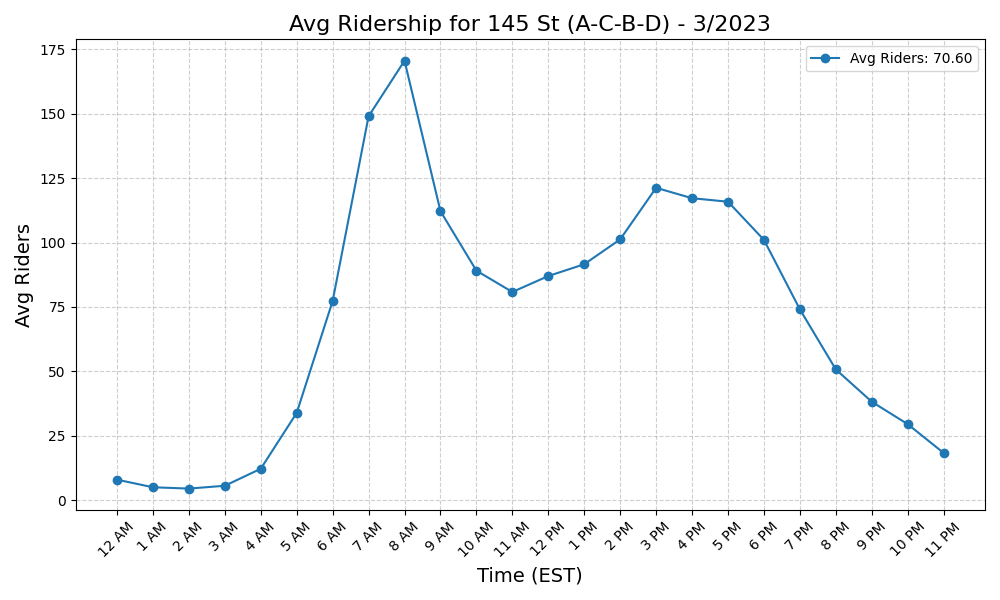 Avg Ridership for 145 St (A-C-B-D) - 3/2023
Avg Riders: 70.60
Avg Riders
175
150
125
100
75
50
25
0
12 AM
1 AM
2 AM
3 AM
4 AM
5 AM
6 AM
7 AM
8 AM
9 AM
10 AM
11 AM
12 PM
1 PM
2 PM
3 PM
4 PM
5 PM
6 PM
7 PM
8 PM
9 PM
10 PM
11 PM
Time (EST)